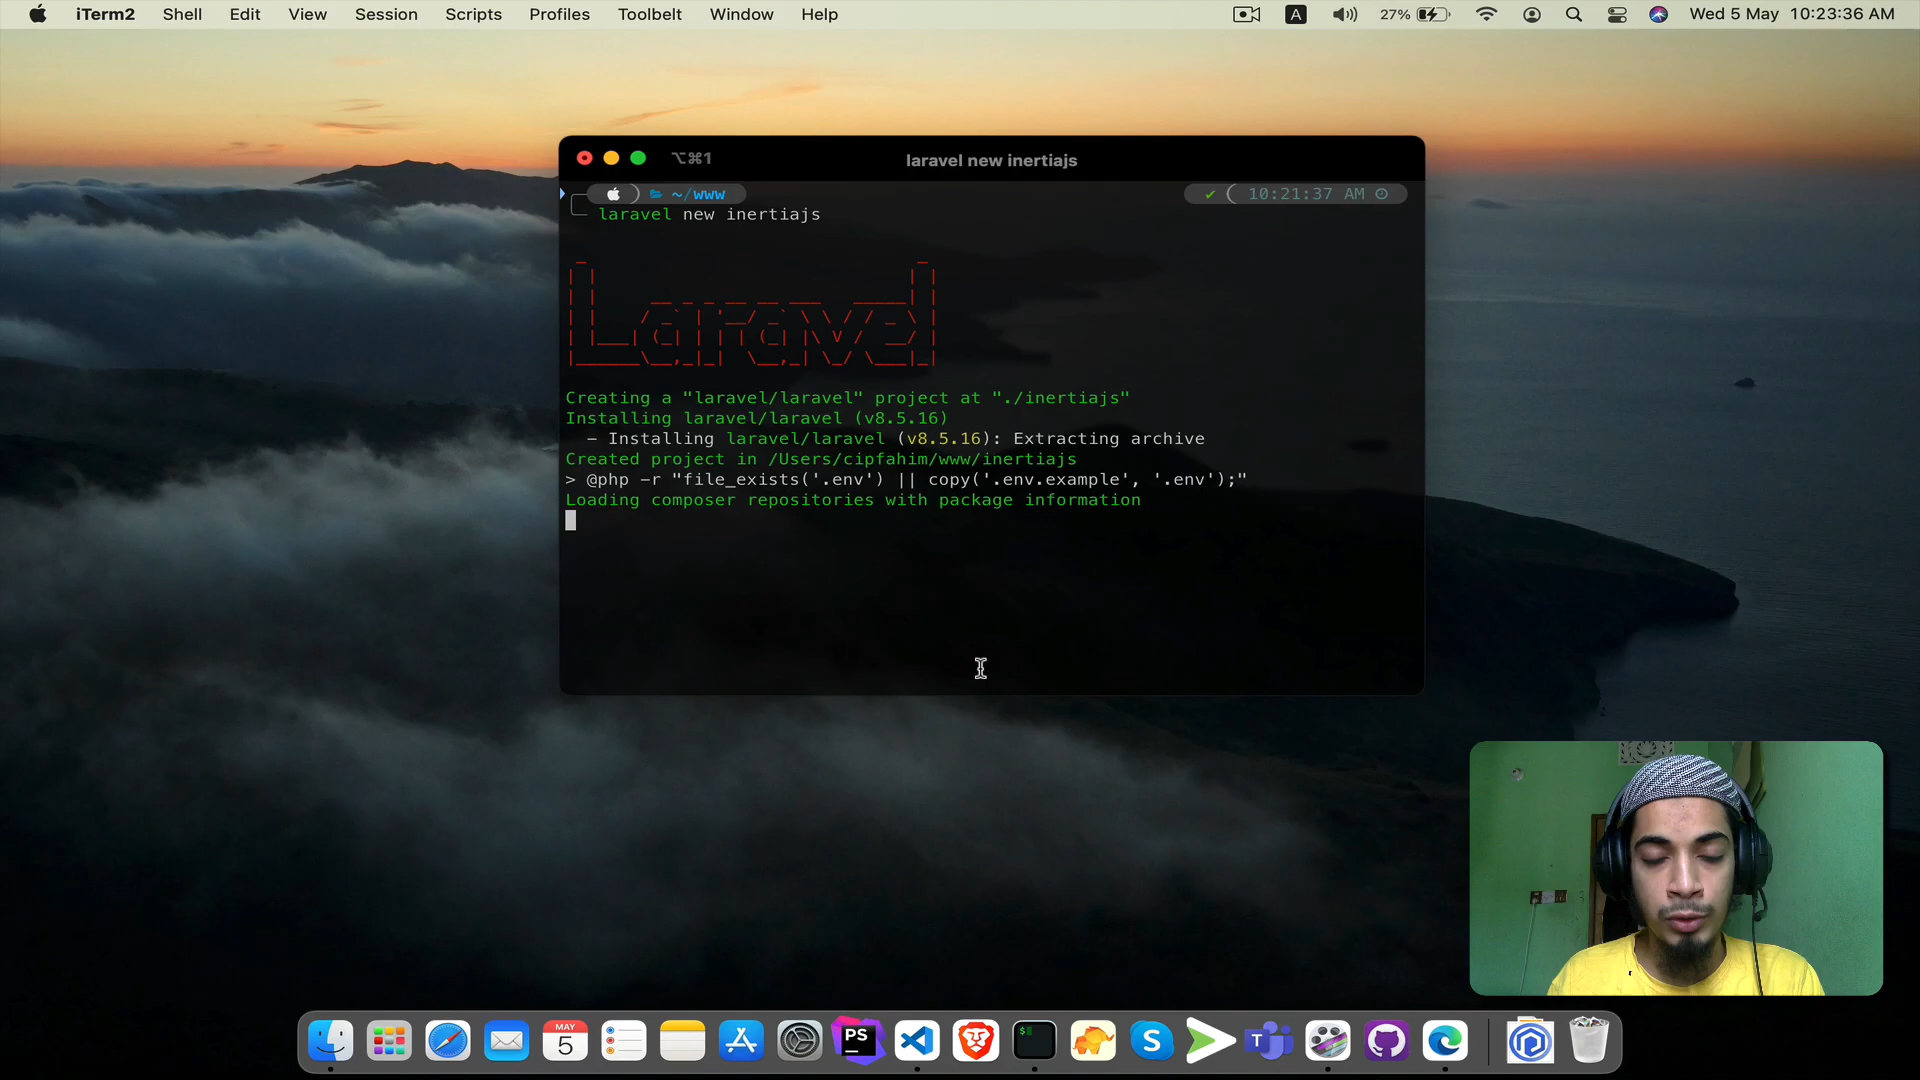 iTerm2 Shell Edit View Session Scripts Profiles Toolbelt Window Help A 27% Wed 5 May 10:23:36 AM
⌥⌘1 laravel new inertiajs
~/www ✔ 10:21:37 AM
laravel new inertiajs
Laravel
Creating a "laravel/laravel" project at "./inertiajs"
Installing laravel/laravel (v8.5.16)
– Installing laravel/laravel (v8.5.16): Extracting archive
Created project in /Users/cipfahim/www/inertiajs
> @php -r "file_exists('.env') || copy('.env.example', '.env');"
Loading composer repositories with package information
MAY
5
PS
$
S
T